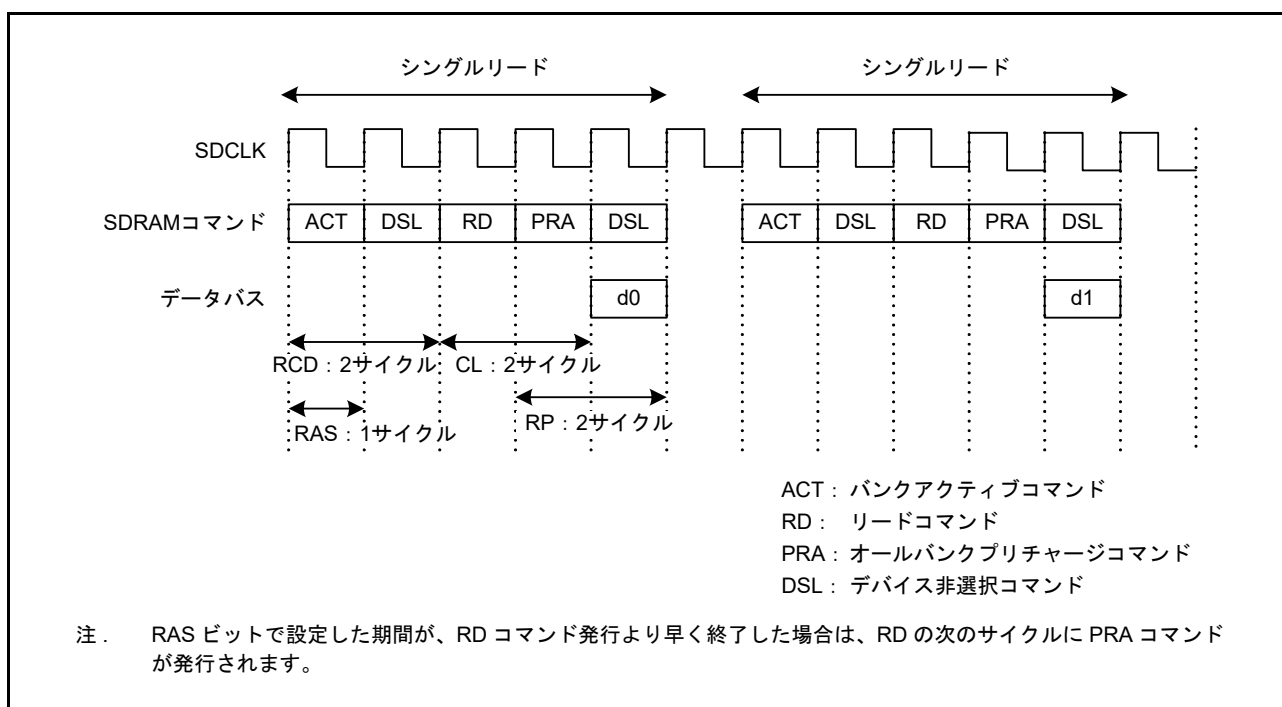 シングルリード シングルリード
SDCLK
SDRAMコマンド ACT DSL RD PRA DSL ACT DSL RD PRA DSL
データバス d0 d1
RCD：2サイクル CL：2サイクル
RAS：1サイクル RP：2サイクル
ACT： バンクアクティブコマンド
RD： リードコマンド
PRA：オールバンクプリチャージコマンド
DSL： デバイス非選択コマンド
注． RAS ビットで設定した期間が、RD コマンド発行より早く終了した場合は、RD の次のサイクルに PRA コマンド
が発行されます。